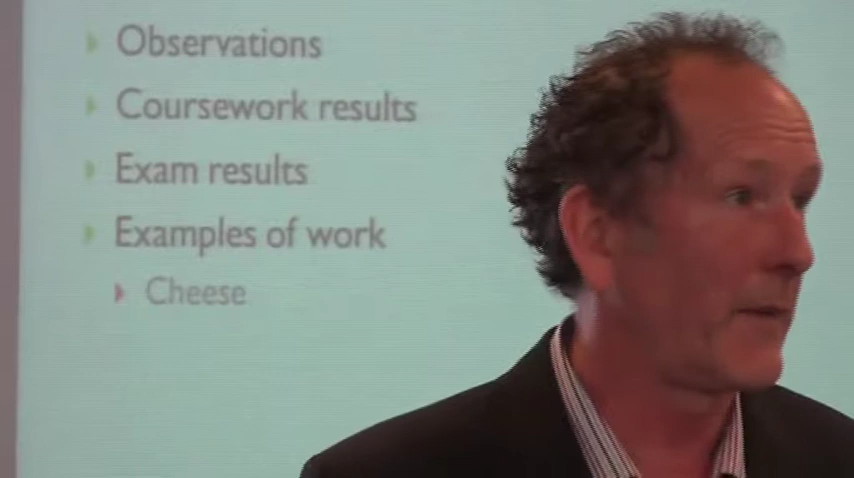 Observations
Coursework results
Exam results
Examples of work
Cheese